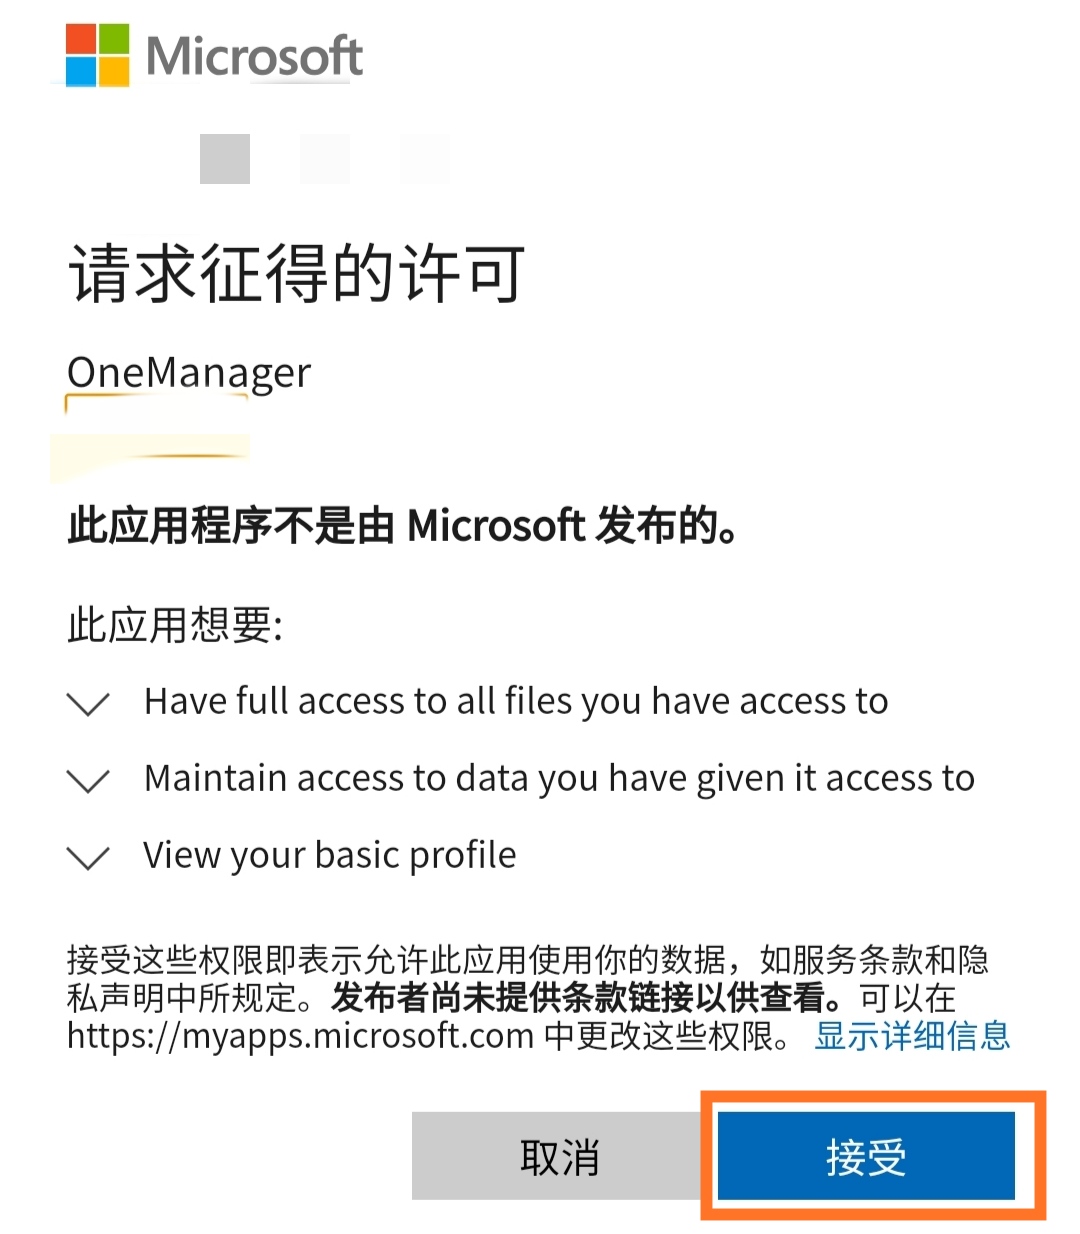 Microsoft
请求征得的许可
OneManager
此应用程序不是由 Microsoft 发布的。
此应用想要:
Have full access to all files you have access to
Maintain access to data you have given it access to
View your basic profile
接受这些权限即表示允许此应用使用你的数据，如服务条款和隐
私声明中所规定。发布者尚未提供条款链接以供查看。可以在
https://myapps.microsoft.com 中更改这些权限。 显示详细信息
取消 接受